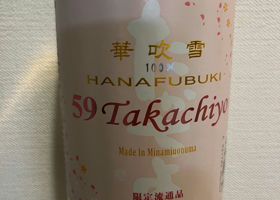 華吹雪
100%
HANAFUBUKI
59 Takachiyo
Made In Minamiuonuma
限定流通品